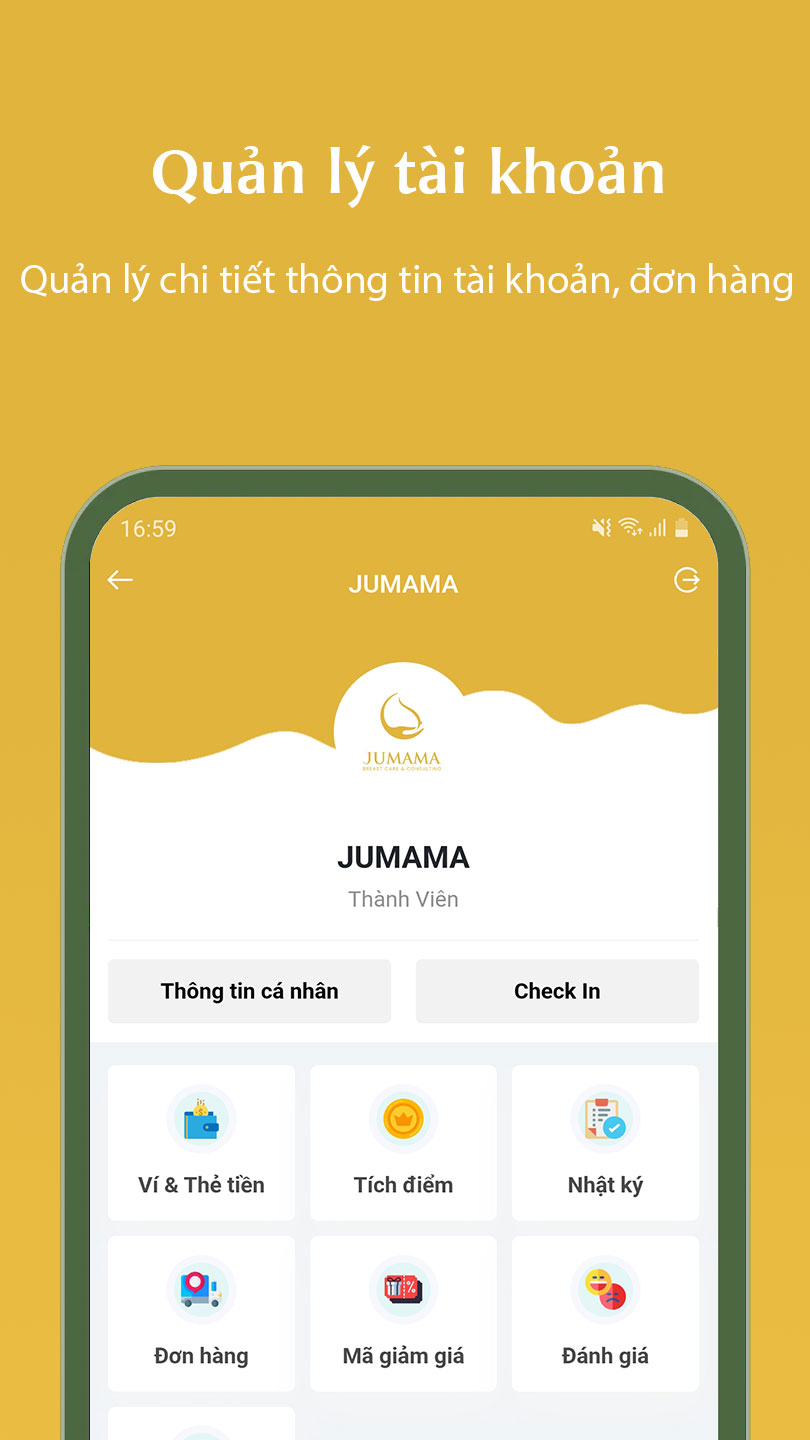 Quản lý tài khoản
Quản lý chi tiết thông tin tài khoản, đơn hàng
16:59
JUMAMA
JUMAMA
BREAST CARE & CONSULTING
JUMAMA
Thành Viên
Thông tin cá nhân
Check In
Ví & Thẻ tiền
Tích điểm
Nhật ký
Đơn hàng
Mã giảm giá
Đánh giá